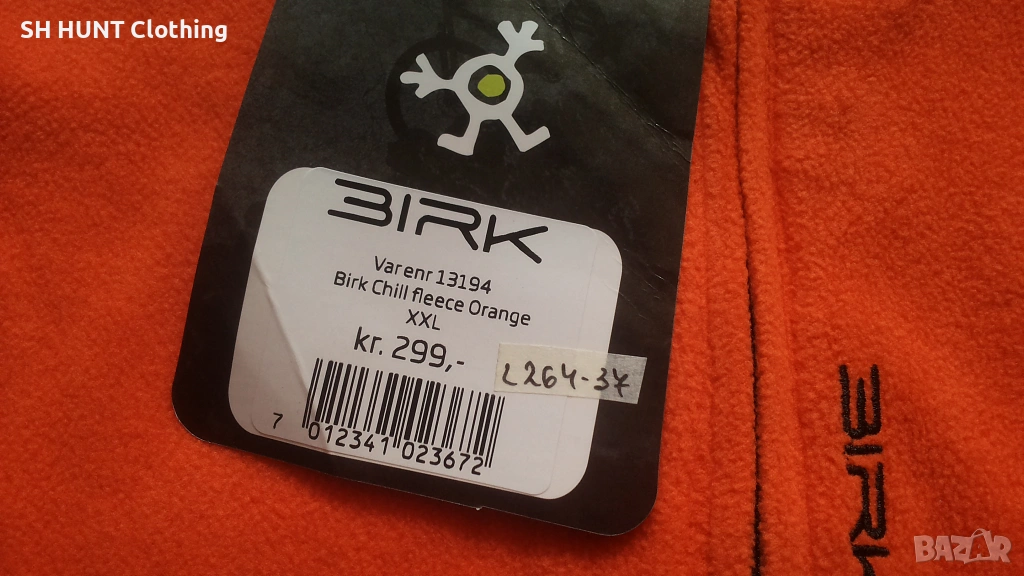 SH HUNT Clothing
BIRK
Varenr 13194
Birk Chill fleece Orange
XXL
kr. 299,-
L264-37
7 012341 023672
BIRK
BAZAR